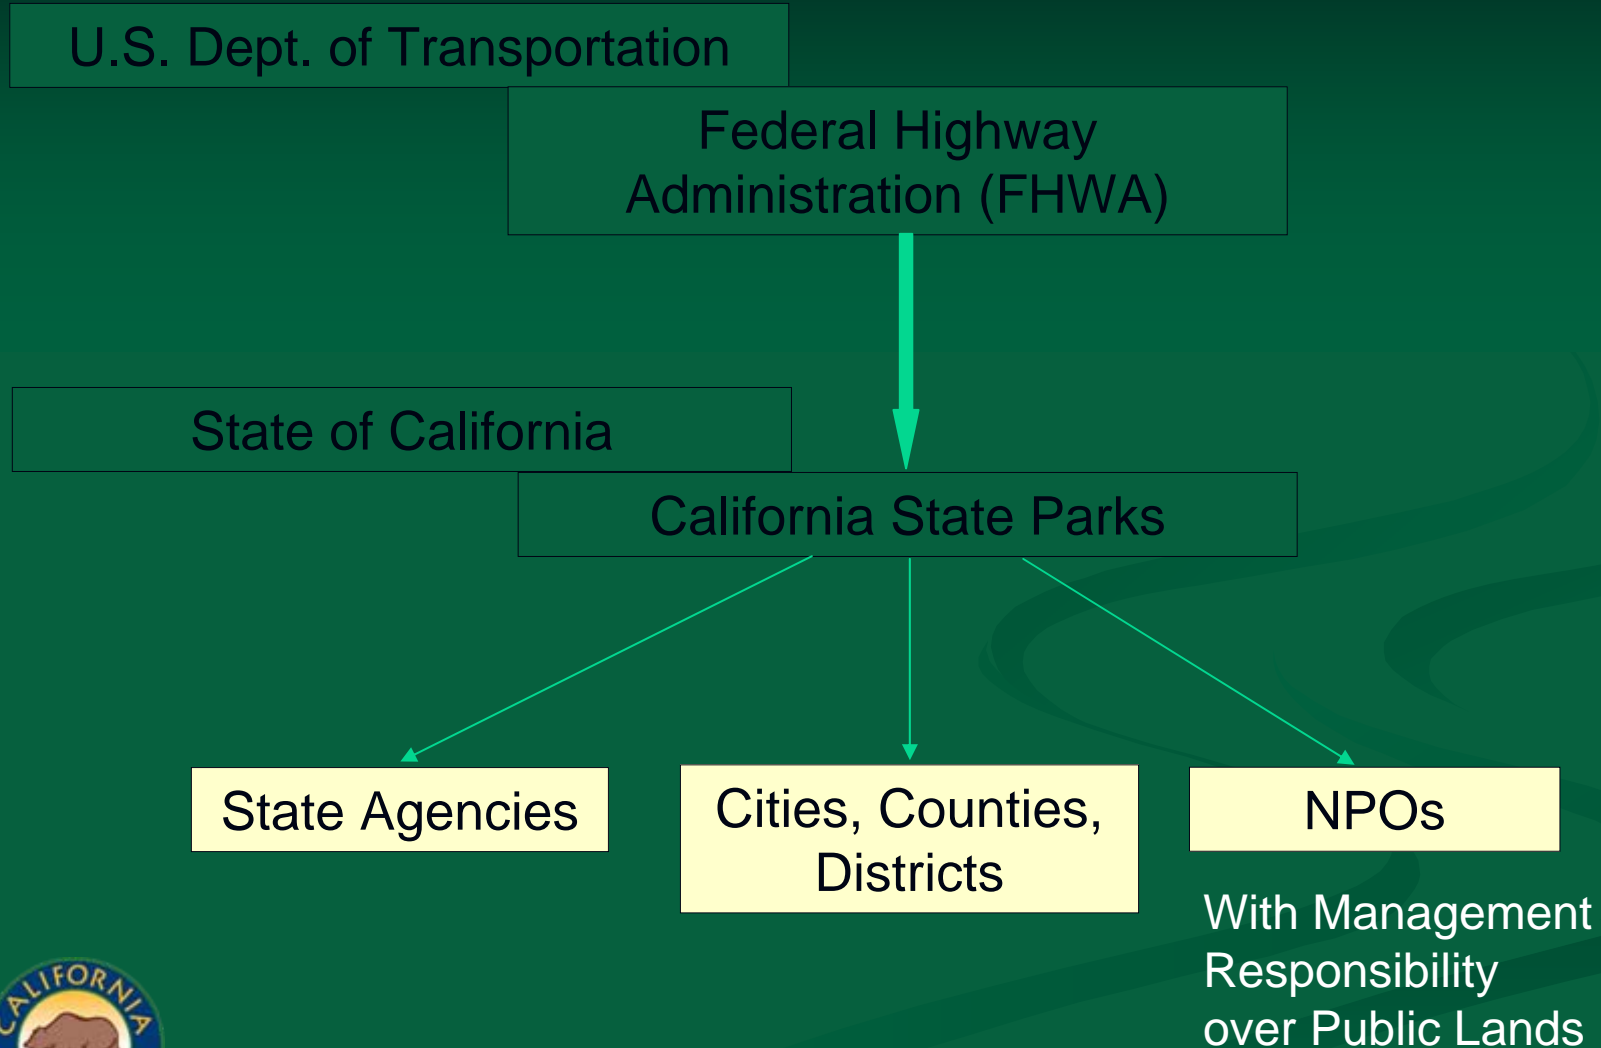 U.S. Dept. of Transportation
Federal Highway
Administration (FHWA)
State of California
California State Parks
State Agencies
Cities, Counties,
Districts
NPOs
With Management
Responsibility
over Public Lands
CALIFORNIA